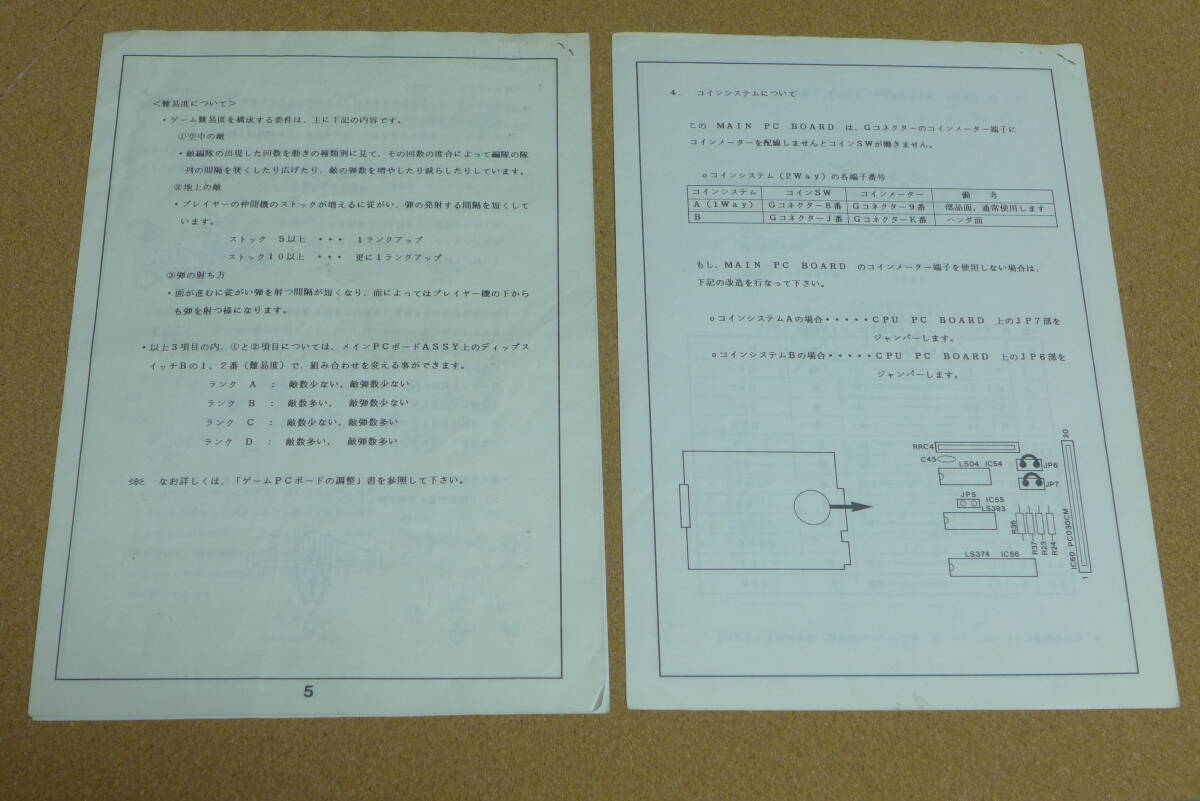 <難易度について>
・ゲーム難易度を構成する要件は、主に下記の内容です。
①空中の敵
・敵編隊の出現した回数を動きの種類別に見て、その回数の度合によって編隊の隊
列の間隔を狭くしたり広げたり、敵の弾数を増やしたり減らしたりしています。
②地上の敵
・プレイヤーの仲間機のストックが増えるに従がい、弾の発射する間隔を短くして
います。
ストック 5以上 ・・・ 1ランクアップ
ストック10以上 ・・・ 更に1ランクアップ
③弾の射ち方
・面が進むに従がい弾を射つ間隔が短くなり、面によってはプレイヤー機の下から
も弾を射つ様になります。
・以上3項目の内、①と②項目については、メインPCボードASSY上のディップス
イッチBの1，2番（難易度）で、組み合わせを変える事ができます。
ランク A ： 敵数少ない、敵弾数少ない
ランク B ： 敵数多い、 敵弾数少ない
ランク C ： 敵数少ない、敵弾数多い
ランク D ： 敵数多い、 敵弾数多い
※ なお詳しくは、「ゲームPCボードの調整」書を参照して下さい。
5
4． コインシステムについて
この MAIN PC BOARD は、Gコネクターのコインメーター端子に
コインメーターを配線しませんとコインSWが働きません。
oコインシステム（2Way）の各端子番号
コインシステム コインSW コインメーター 備 考
A（1Way） Gコネクター8番 Gコネクター9番 部品面、通常使用します
B GコネクターJ番 GコネクターK番 ハンダ面
もし、MAIN PC BOARD のコインメーター端子を使用しない場合は、
下記の改造を行なって下さい。
oコインシステムAの場合・・・・・CPU PC BOARD 上のJP7部を
ジャンパーします。
oコインシステムBの場合・・・・・CPU PC BOARD 上のJP6部を
ジャンパーします。
RRC4
C45
LS04 IC54
JP6
JP7
JP5
IC55
LS393
R36
R37
R23
R24
LS374 IC56
20
IC60 PC030CM
1